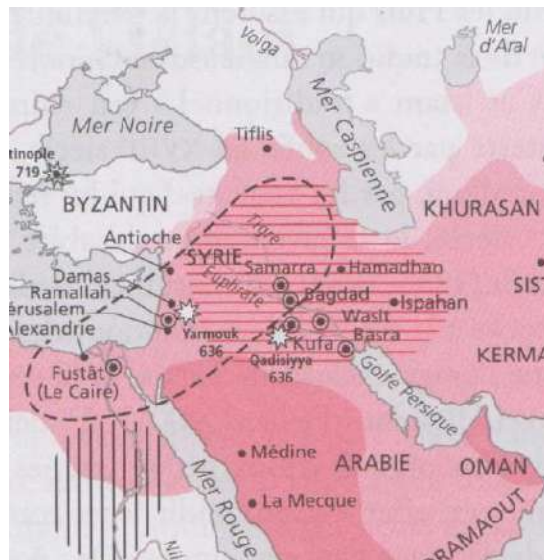 Volga
Mer
d'Aral
Mer Noire
Tiflis
Mer Caspienne
tinople
719
BYZANTIN
KHURASAN
Antioche
SYRIE
Tigre
Euphrate
Samarra
Hamadhan
Damas
Ramallah
érusalem
Alexandrie
Bagdad
Ispahan
SIS
Yarmouk
636
Wasit
Kufa
Basra
Qadisiyya
636
KERMA
Fustât
(Le Caire)
Golfe Persique
Médine
ARABIE
OMAN
Mer Rouge
La Mecque
RAMAOUT
Nil